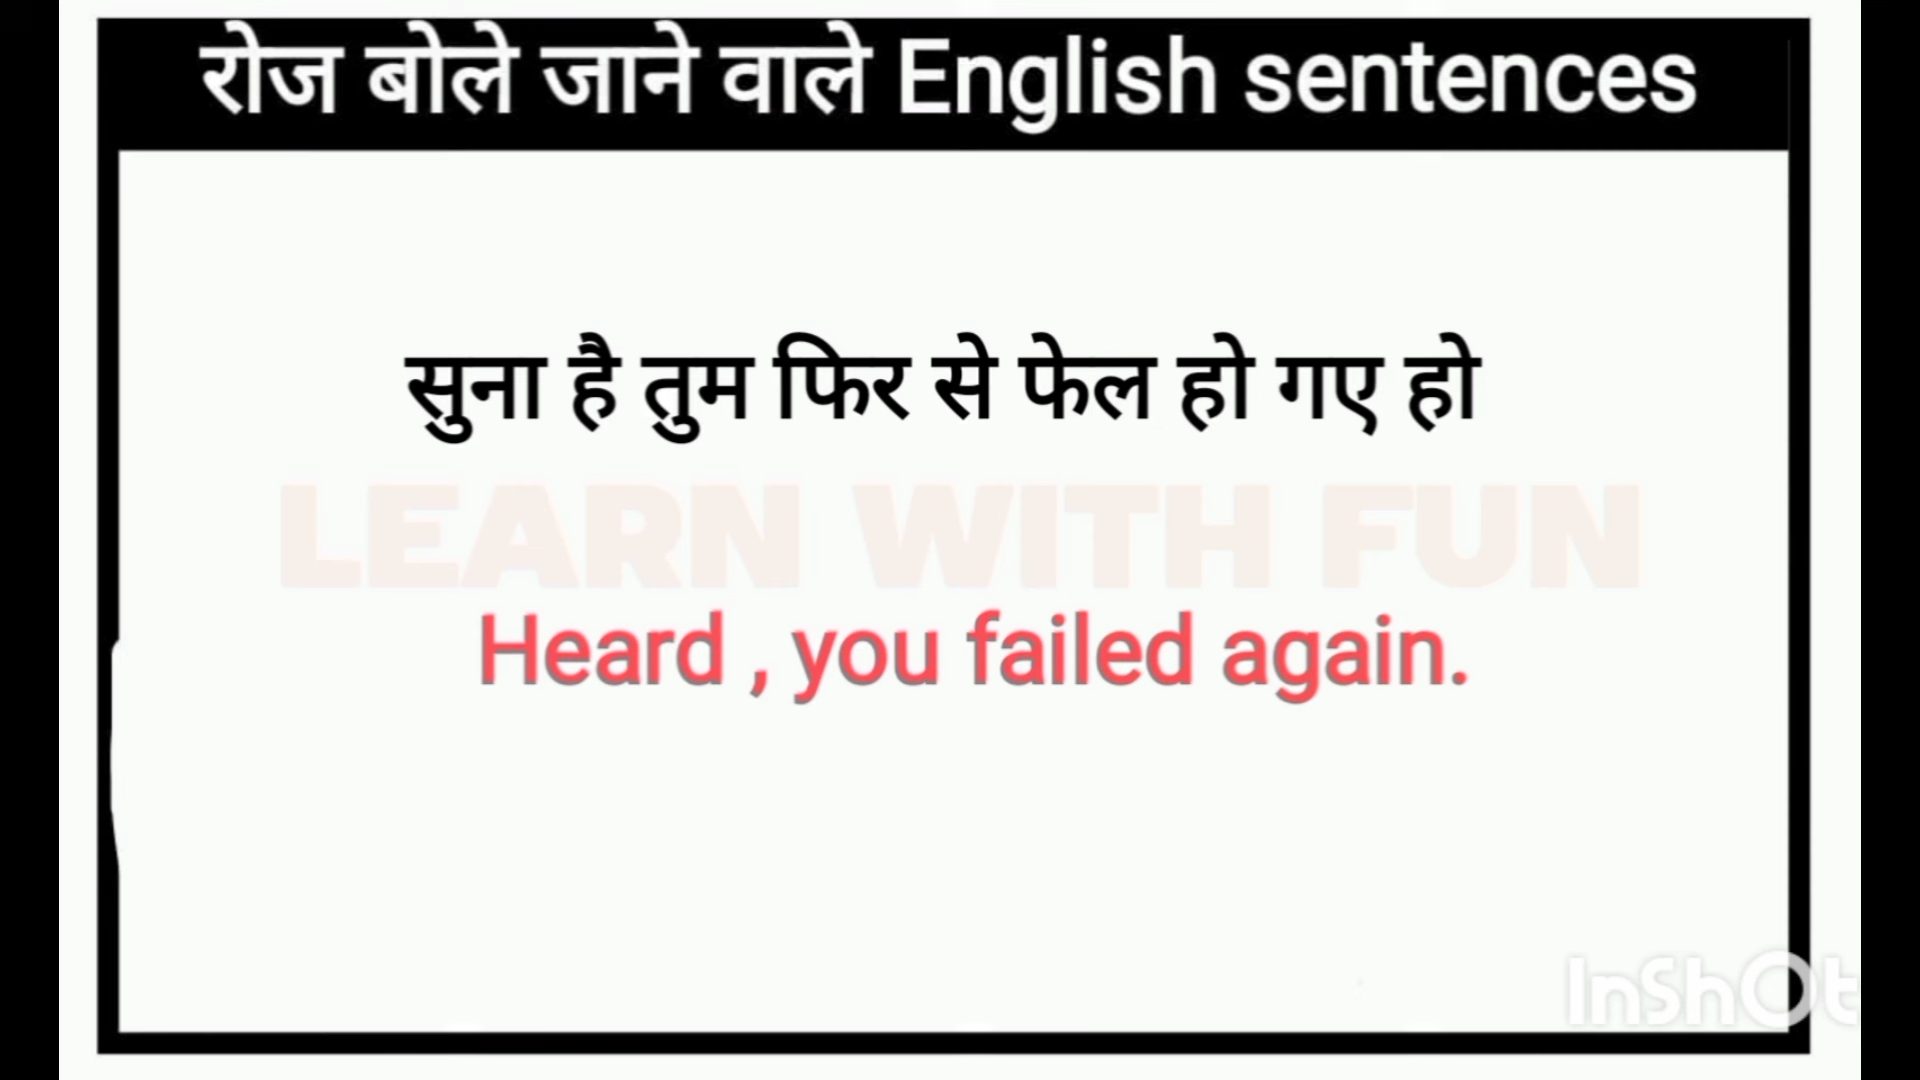 रोज बोले जाने वाले English sentences
सुना है तुम फिर से फेल हो गए हो
LEARN WITH FUN
Heard , you failed again.
InShOt